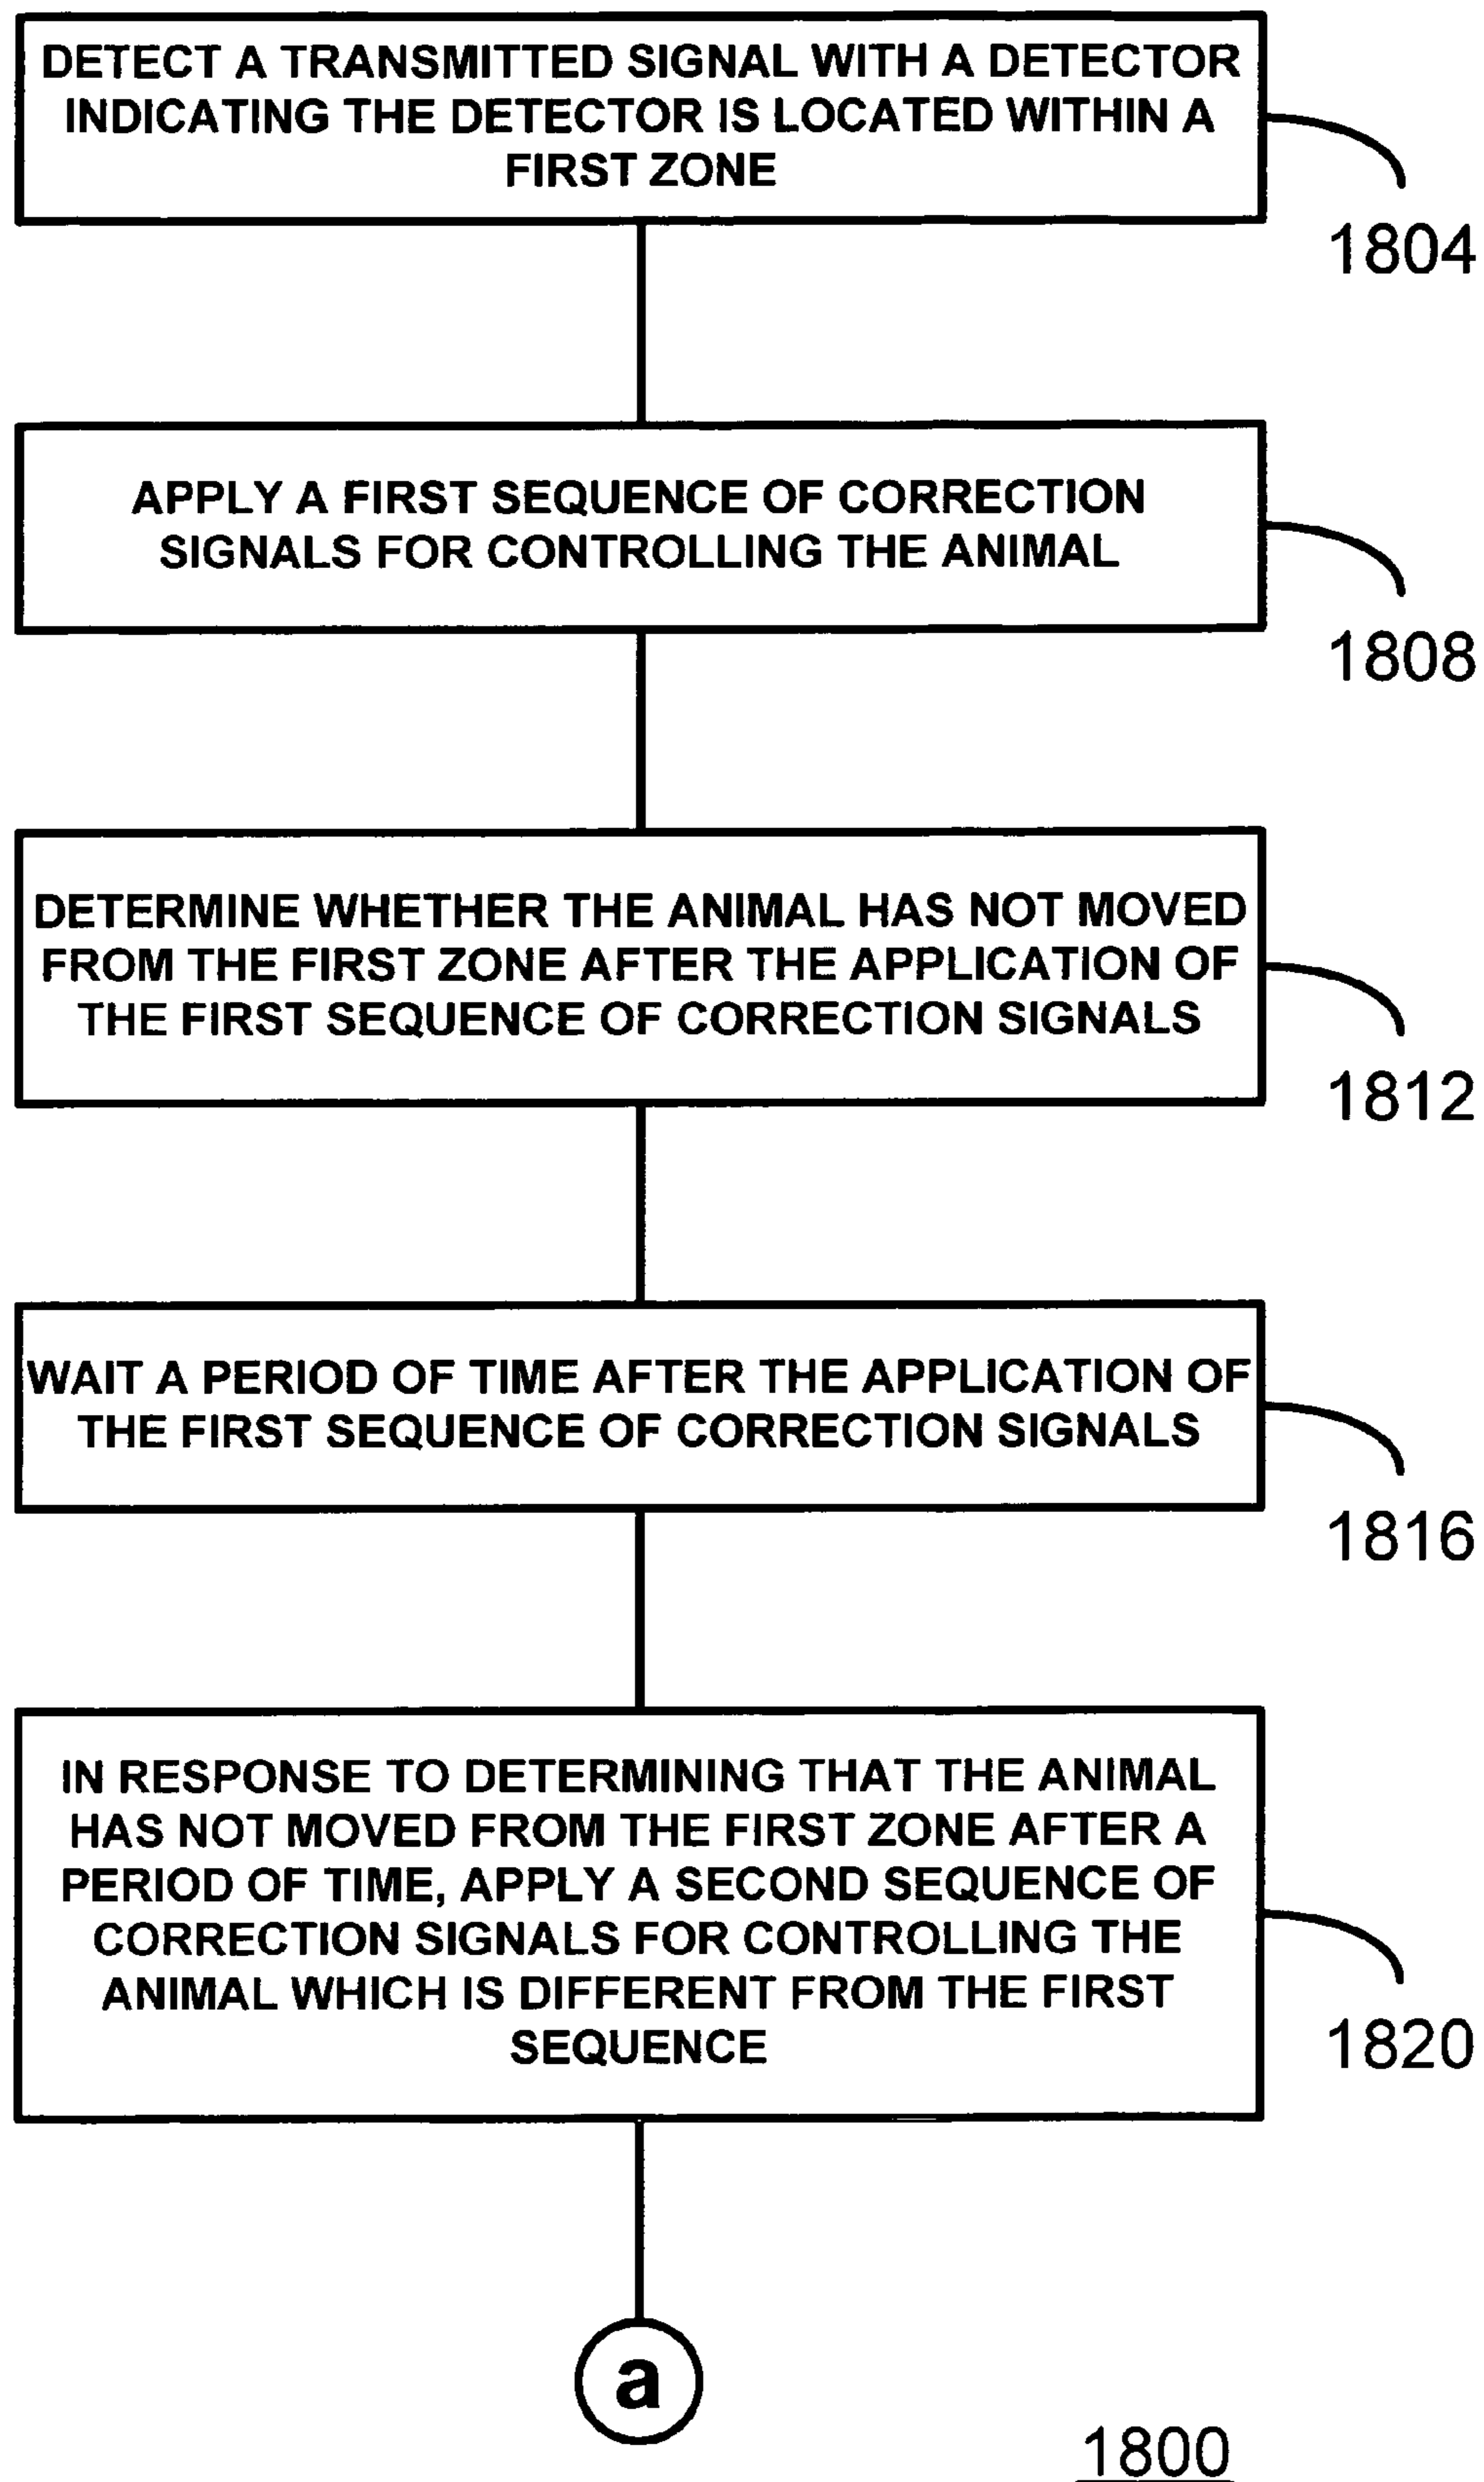 DETECT A TRANSMITTED SIGNAL WITH A DETECTOR
INDICATING THE DETECTOR IS LOCATED WITHIN A
FIRST ZONE
1804
APPLY A FIRST SEQUENCE OF CORRECTION
SIGNALS FOR CONTROLLING THE ANIMAL
1808
DETERMINE WHETHER THE ANIMAL HAS NOT MOVED
FROM THE FIRST ZONE AFTER THE APPLICATION OF
THE FIRST SEQUENCE OF CORRECTION SIGNALS
1812
WAIT A PERIOD OF TIME AFTER THE APPLICATION OF
THE FIRST SEQUENCE OF CORRECTION SIGNALS
1816
IN RESPONSE TO DETERMINING THAT THE ANIMAL
HAS NOT MOVED FROM THE FIRST ZONE AFTER A
PERIOD OF TIME, APPLY A SECOND SEQUENCE OF
CORRECTION SIGNALS FOR CONTROLLING THE
ANIMAL WHICH IS DIFFERENT FROM THE FIRST
SEQUENCE
1820
a
1800